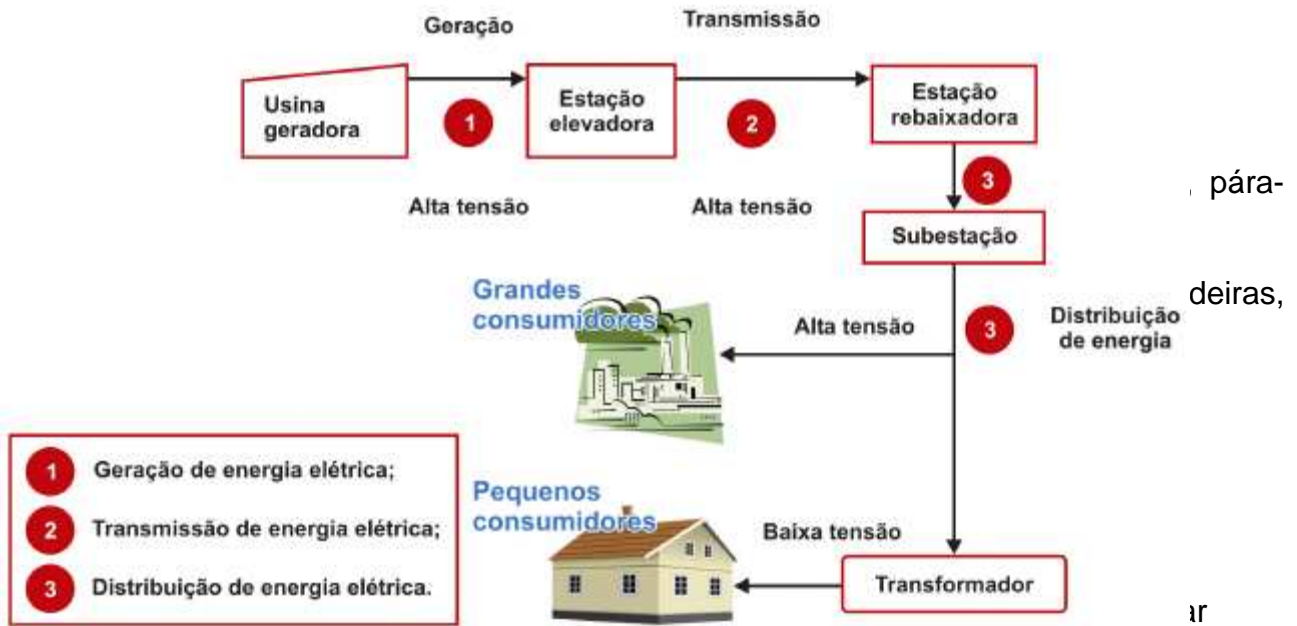 Geração
Transmissão
Usina
geradora
1
Estação
elevadora
2
Estação
rebaixadora
3
Alta tensão
Alta tensão
, pára-
Subestação
Grandes
consumidores
deiras,
Alta tensão
3
Distribuição
de energia
1 Geração de energia elétrica;
2 Transmissão de energia elétrica;
3 Distribuição de energia elétrica.
Pequenos
consumidores
Baixa tensão
Transformador
ar